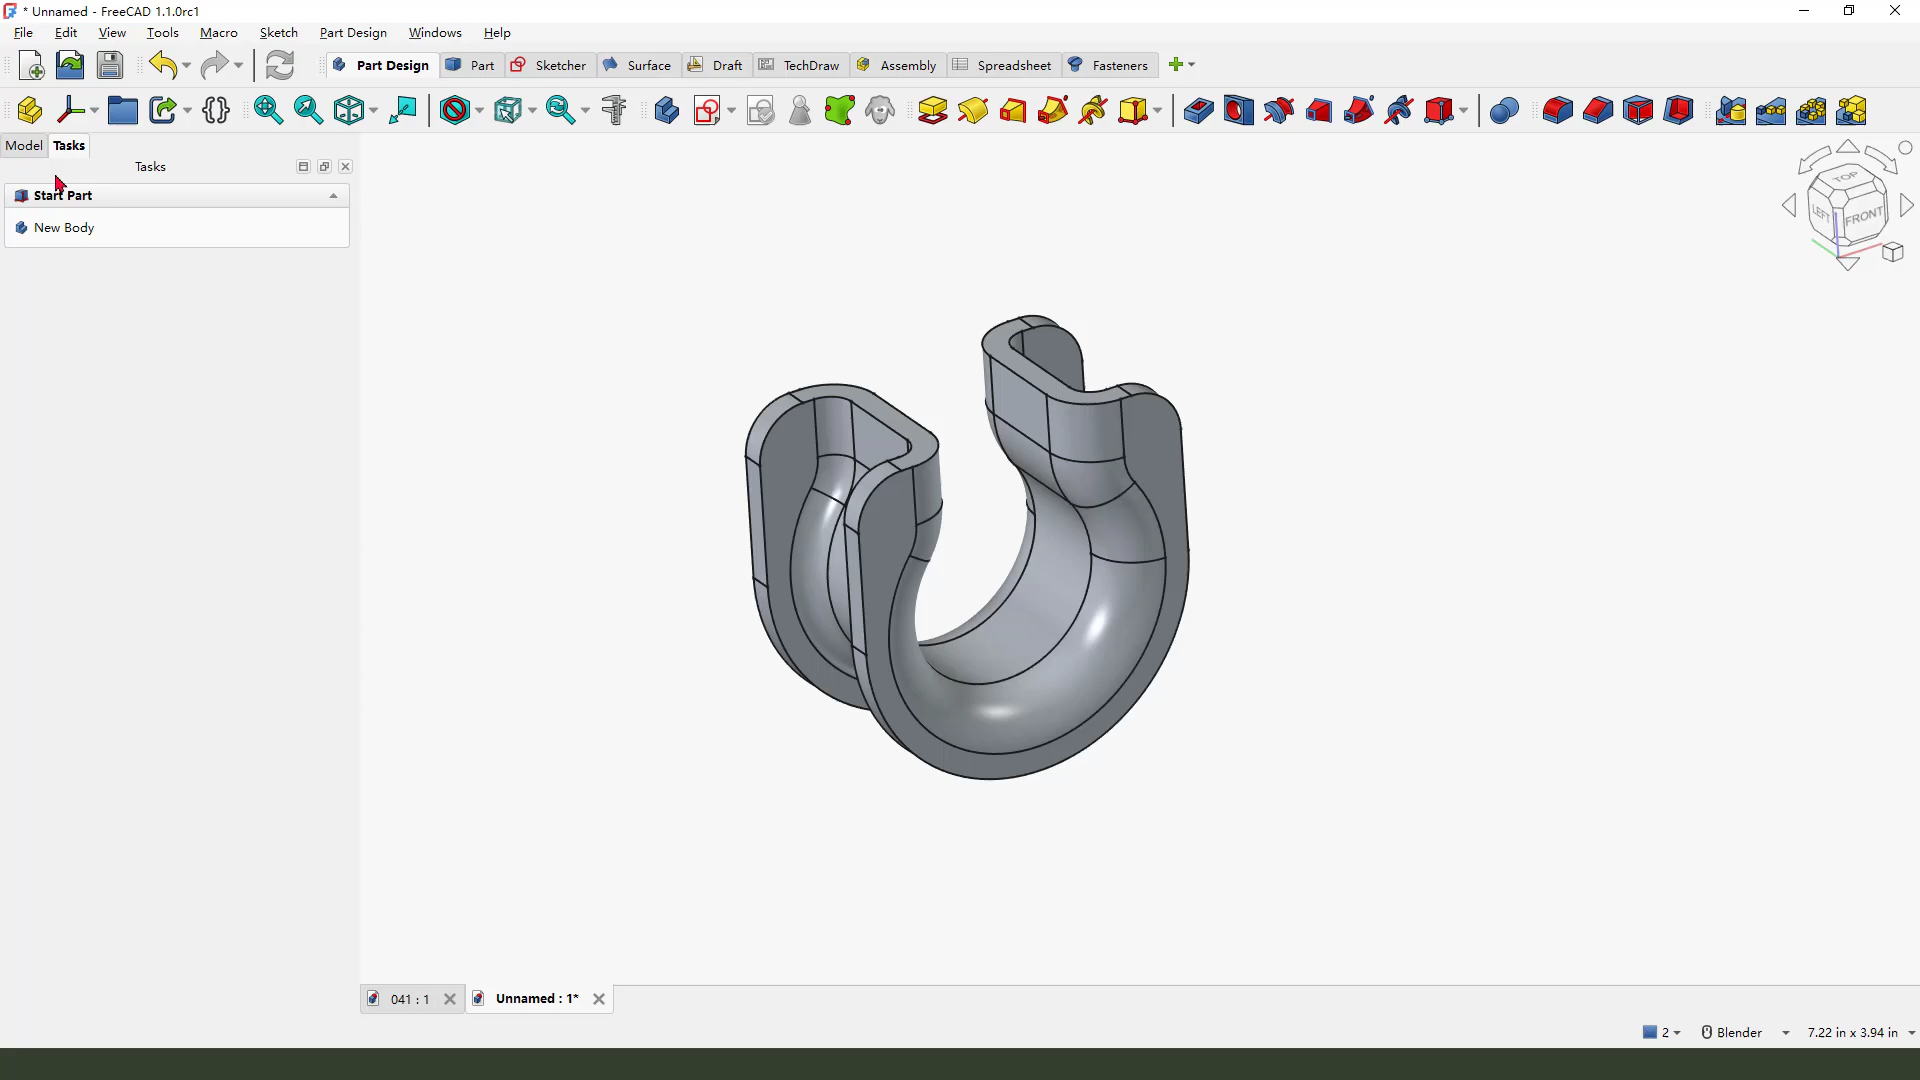 * Unnamed - FreeCAD 1.1.0rc1
File Edit View Tools Macro Sketch Part Design Windows Help
Part Design Part Sketcher Surface Draft TechDraw Assembly Spreadsheet Fasteners
Model Tasks
Tasks
Start Part
New Body
TOP
LEFT FRONT
041 : 1 Unnamed : 1*
2 Blender 7.22 in x 3.94 in